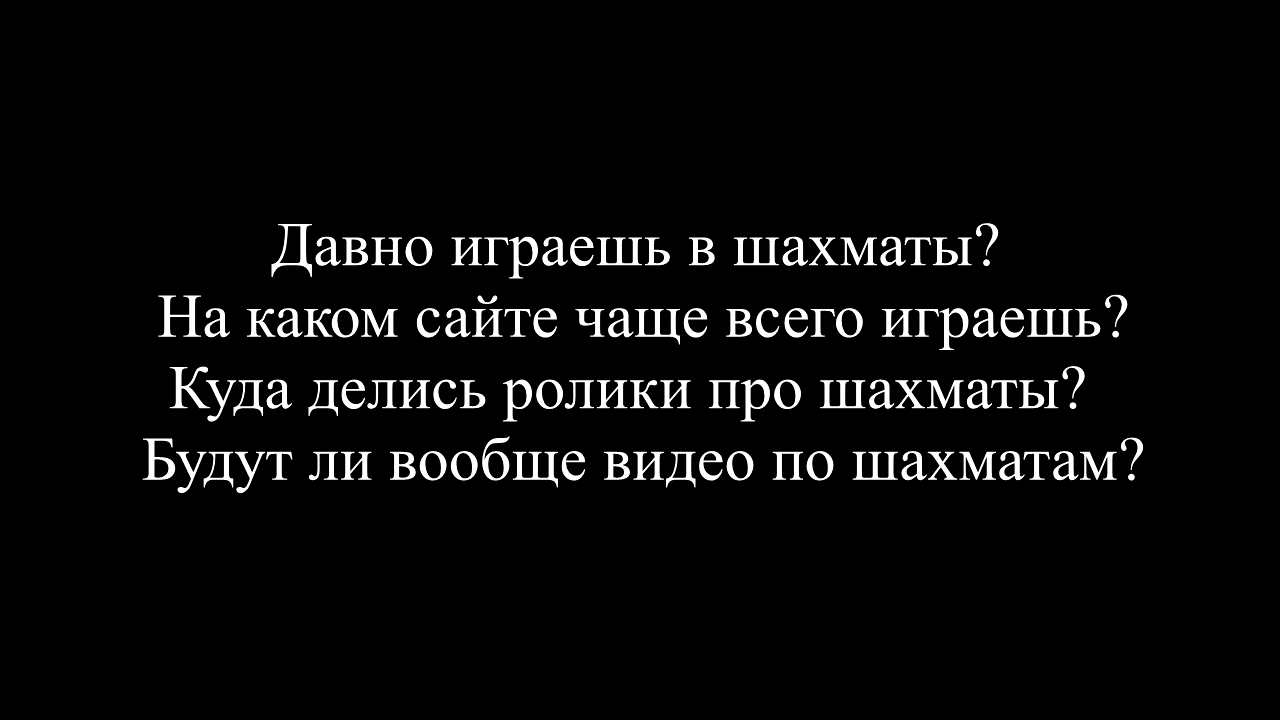 Давно играешь в шахматы?
На каком сайте чаще всего играешь?
Куда делись ролики про шахматы?
Будут ли вообще видео по шахматам?